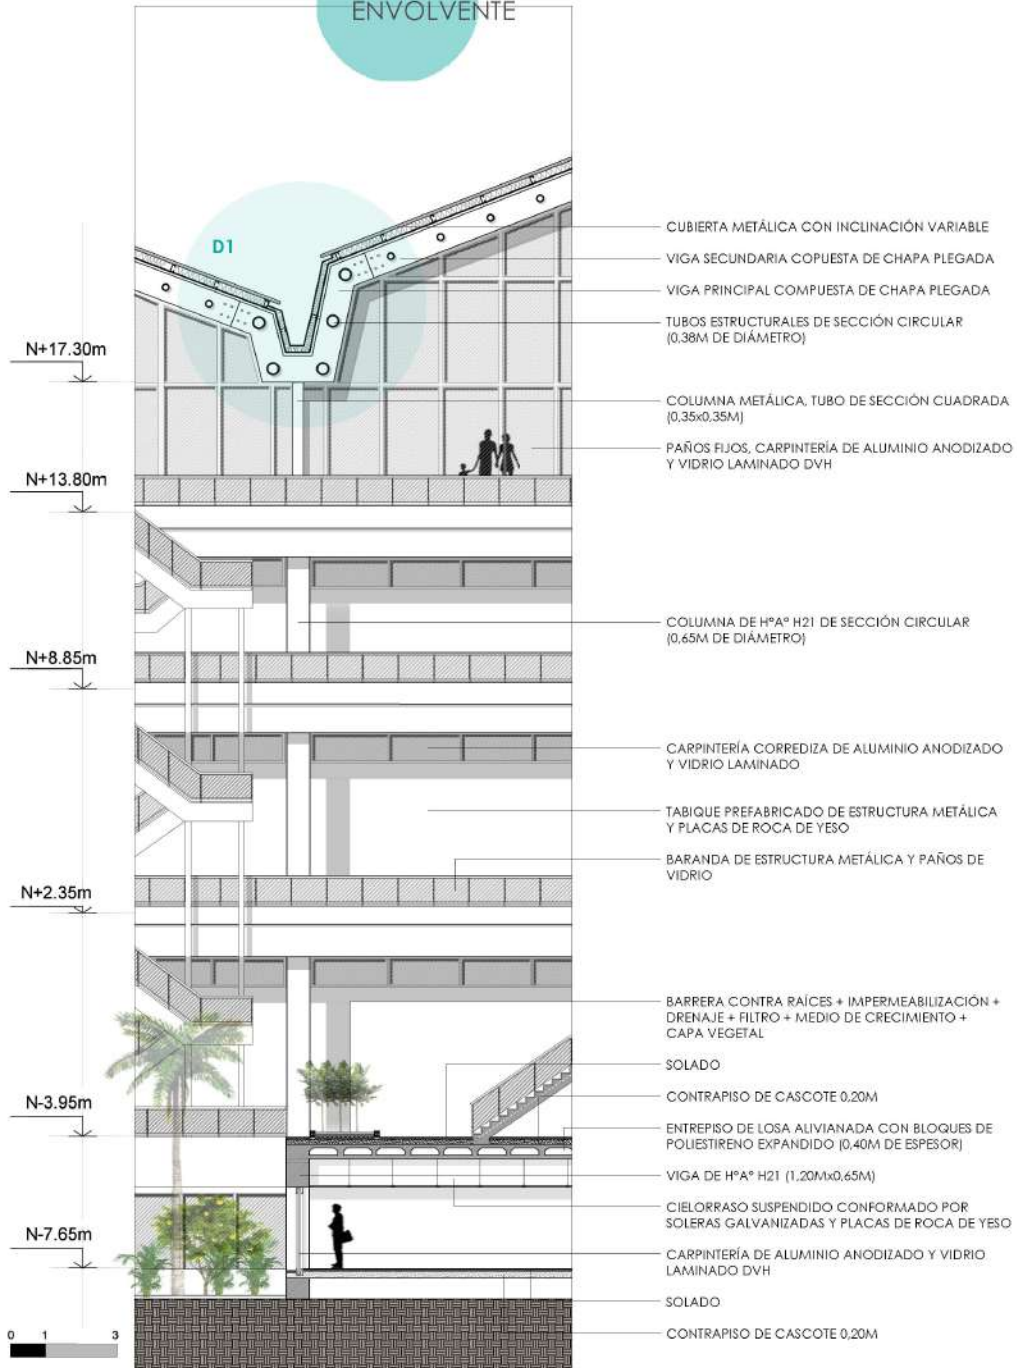 ENVOLVENTE
D1
CUBIERTA METÁLICA CON INCLINACIÓN VARIABLE
VIGA SECUNDARIA COPUESTA DE CHAPA PLEGADA
VIGA PRINCIPAL COMPUESTA DE CHAPA PLEGADA
TUBOS ESTRUCTURALES DE SECCIÓN CIRCULAR
(0,38M DE DIÁMETRO)
N+17.30m
COLUMNA METÁLICA, TUBO DE SECCIÓN CUADRADA
(0,35x0,35M)
PAÑOS FIJOS, CARPINTERÍA DE ALUMINIO ANODIZADO
Y VIDRIO LAMINADO DVH
N+13.80m
COLUMNA DE HºAº H21 DE SECCIÓN CIRCULAR
(0,65M DE DIÁMETRO)
N+8.85m
CARPINTERÍA CORREDIZA DE ALUMINIO ANODIZADO
Y VIDRIO LAMINADO
TABIQUE PREFABRICADO DE ESTRUCTURA METÁLICA
Y PLACAS DE ROCA DE YESO
BARANDA DE ESTRUCTURA METÁLICA Y PAÑOS DE
VIDRIO
N+2.35m
BARRERA CONTRA RAÍCES + IMPERMEABILIZACIÓN +
DRENAJE + FILTRO + MEDIO DE CRECIMIENTO +
CAPA VEGETAL
SOLADO
CONTRAPISO DE CASCOTE 0,20M
N-3.95m
ENTREPISO DE LOSA ALIVIANADA CON BLOQUES DE
POLIESTIRENO EXPANDIDO (0,40M DE ESPESOR)
VIGA DE HºAº H21 (1,20Mx0,65M)
CIELORRASO SUSPENDIDO CONFORMADO POR
SOLERAS GALVANIZADAS Y PLACAS DE ROCA DE YESO
N-7.65m
CARPINTERÍA DE ALUMINIO ANODIZADO Y VIDRIO
LAMINADO DVH
SOLADO
CONTRAPISO DE CASCOTE 0,20M
0 1 3